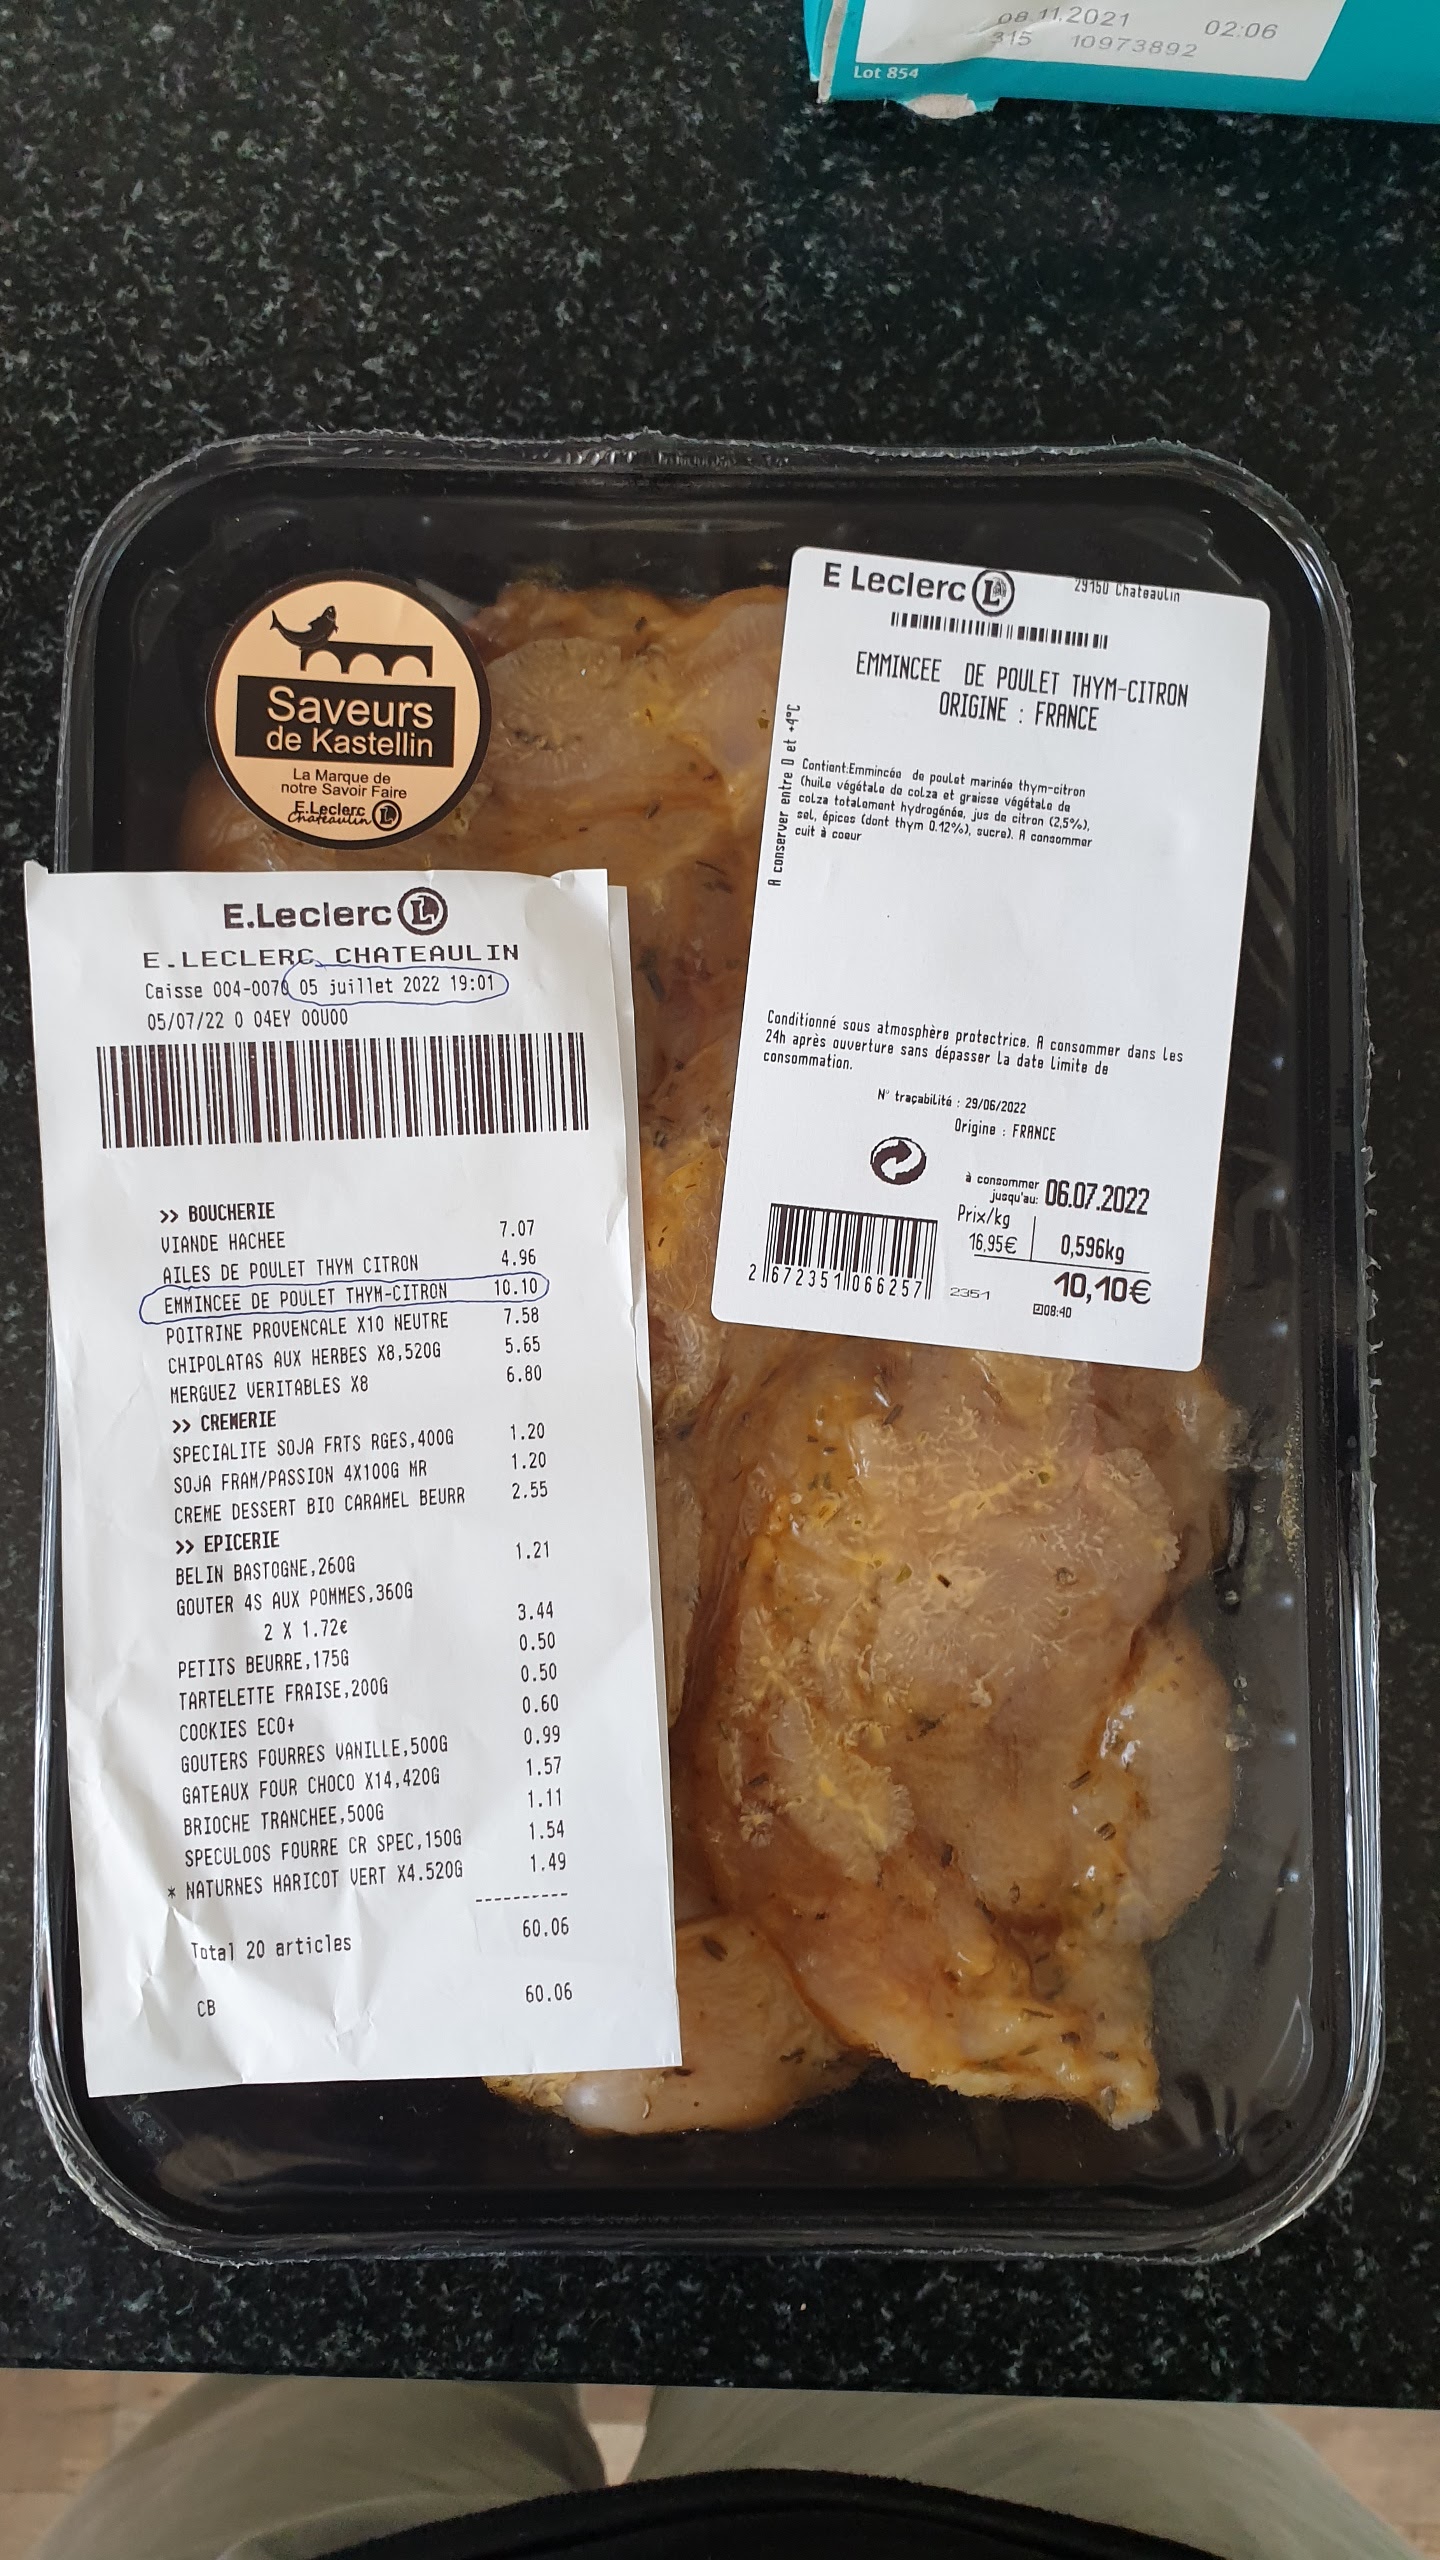 08.11.2021 02:06
315 10973892
Lot 854
Saveurs
de Kastellin
La Marque de
notre Savoir Faire
E.Leclerc L
Chateaulin
E Leclerc L 29150 Chateaulin
EMMINCEE DE POULET THYM-CITRON
ORIGINE : FRANCE
A conserver entre 0 et +4°C
Contient:Emmincée de poulet marinée thym-citron
(huile végétale de colza et graisse végétale de
colza totalement hydrogénée, jus de citron (2,5%),
sel, épices (dont thym 0.12%), sucre). A consommer
cuit à coeur
Conditionné sous atmosphère protectrice. A consommer dans les
24h après ouverture sans dépasser la date limite de
consommation.
N° traçabilité : 29/06/2022
Origine : FRANCE
à consommer
jusqu'au: 06.07.2022
Prix/kg
16,95€ 0,596kg
10,10€
2 672351 066257 2351
08:40
E.Leclerc L
E.LECLERC CHATEAULIN
Caisse 004-0070 05 juillet 2022 19:01
05/07/22 0 04EY 00U00
>> BOUCHERIE
VIANDE HACHEE 7.07
AILES DE POULET THYM CITRON 4.96
EMMINCEE DE POULET THYM-CITRON 10.10
POITRINE PROVENCALE X10 NEUTRE 7.58
CHIPOLATAS AUX HERBES X8,520G 5.65
MERGUEZ VERITABLES X8 6.80
>> CREMERIE
SPECIALITE SOJA FRTS RGES,400G 1.20
SOJA FRAM/PASSION 4X100G MR 1.20
CREME DESSERT BIO CARAMEL BEURR 2.55
>> EPICERIE
BELIN BASTOGNE,260G 1.21
GOUTER 4S AUX POMMES,360G
2 X 1.72€ 3.44
PETITS BEURRE,175G 0.50
TARTELETTE FRAISE,200G 0.50
COOKIES ECO+ 0.60
GOUTERS FOURRES VANILLE,500G 0.99
GATEAUX FOUR CHOCO X14,420G 1.57
BRIOCHE TRANCHEE,500G 1.11
SPECULOOS FOURRE CR SPEC,150G 1.54
* NATURNES HARICOT VERT X4.520G 1.49
----------
Total 20 articles 60.06
CB 60.06